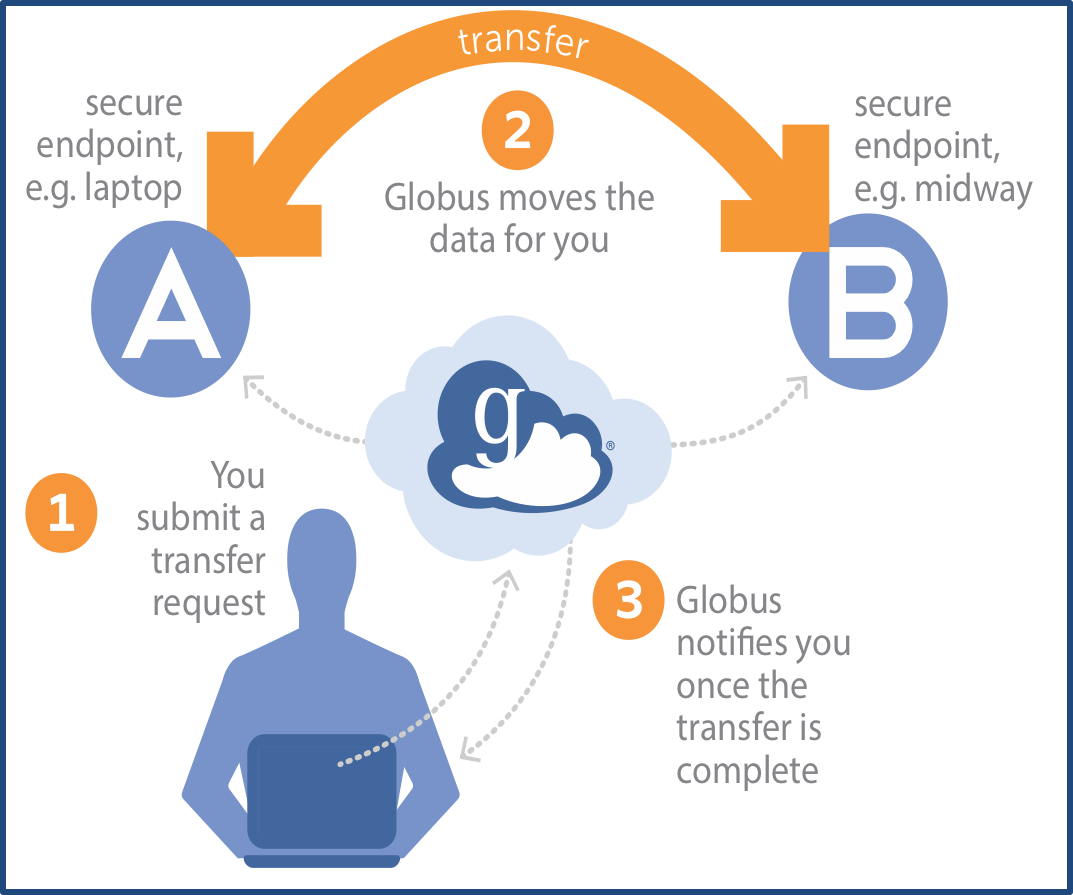 transfer
secure
endpoint,
e.g. laptop
2
Globus moves the
data for you
secure
endpoint,
e.g. midway
A
B
g
®
1
You
submit a
transfer
request
3
Globus
notifies you
once the
transfer is
complete